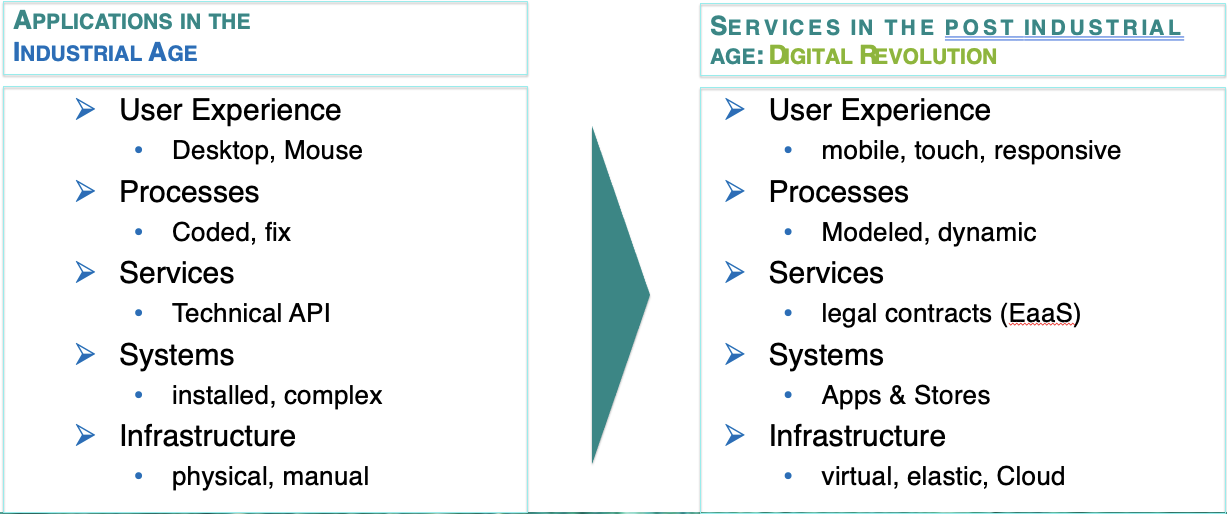 APPLICATIONS IN THE
INDUSTRIAL AGE
User Experience
Desktop, Mouse
Processes
Coded, fix
Services
Technical API
Systems
installed, complex
Infrastructure
physical, manual
SERVICES IN THE POST INDUSTRIAL
AGE: DIGITAL REVOLUTION
User Experience
mobile, touch, responsive
Processes
Modeled, dynamic
Services
legal contracts (EaaS)
Systems
Apps & Stores
Infrastructure
virtual, elastic, Cloud